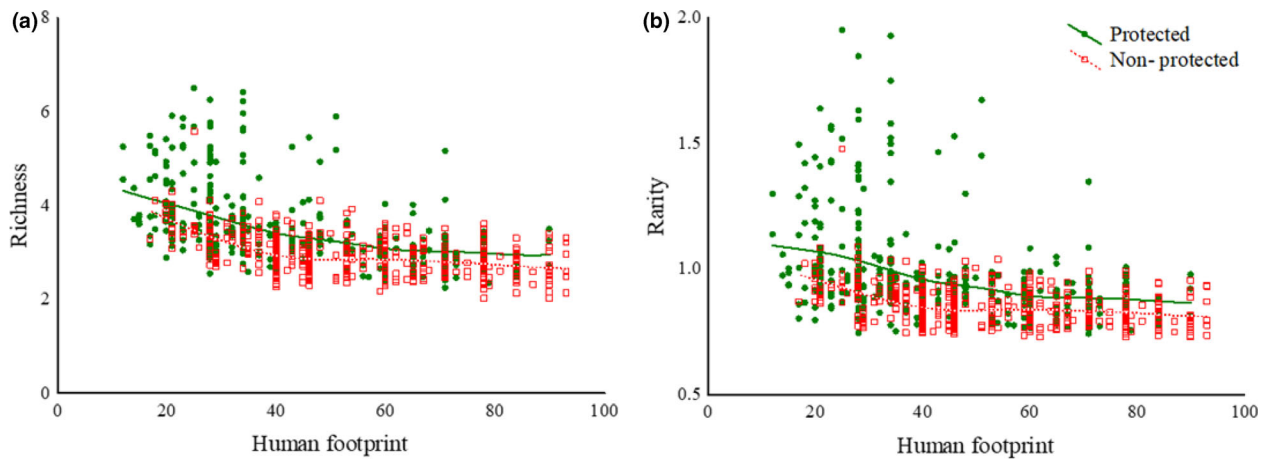 (a)
8
6
4
2
0
Richness
0 20 40 60 80 100
Human footprint
(b)
2.0
1.5
1.0
0.5
Rarity
Protected
Non- protected
0 20 40 60 80 100
Human footprint